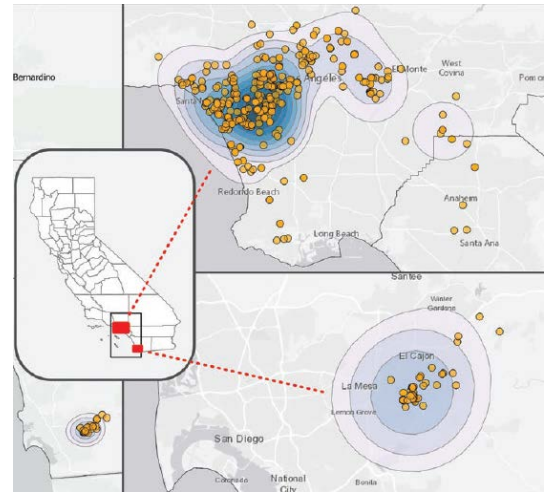 Bernardino
Angeles
El Monte
West
Covina
Pomo
Santa
Redondo Beach
Long Beach
Anaheim
Santa Ana
Santee
Winter
Gardens
El Cajon
La Mesa
Lemon Grove
San Diego
Coronado
National
City
Bonita